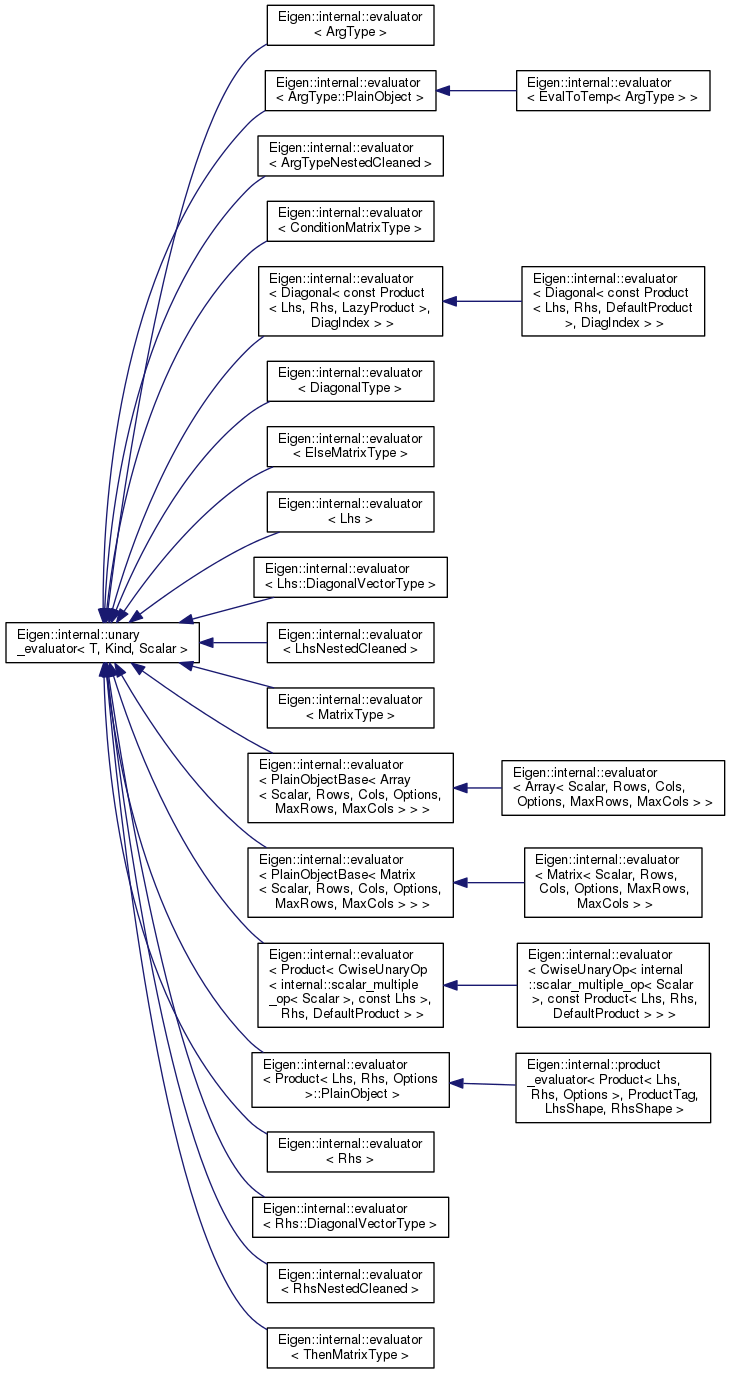 Eigen::internal::evaluator
< ArgType >
Eigen::internal::evaluator
< ArgType::PlainObject >
Eigen::internal::evaluator
< EvalToTemp< ArgType > >
Eigen::internal::evaluator
< ArgTypeNestedCleaned >
Eigen::internal::evaluator
< ConditionMatrixType >
Eigen::internal::evaluator
< Diagonal< const Product
< Lhs, Rhs, LazyProduct >,
DiagIndex > >
Eigen::internal::evaluator
< Diagonal< const Product
< Lhs, Rhs, DefaultProduct
>, DiagIndex > >
Eigen::internal::evaluator
< DiagonalType >
Eigen::internal::evaluator
< ElseMatrixType >
Eigen::internal::evaluator
< Lhs >
Eigen::internal::evaluator
< Lhs::DiagonalVectorType >
Eigen::internal::unary
_evaluator< T, Kind, Scalar >
Eigen::internal::evaluator
< LhsNestedCleaned >
Eigen::internal::evaluator
< MatrixType >
Eigen::internal::evaluator
< PlainObjectBase< Array
< Scalar, Rows, Cols, Options,
MaxRows, MaxCols > > >
Eigen::internal::evaluator
< Array< Scalar, Rows, Cols,
Options, MaxRows, MaxCols > >
Eigen::internal::evaluator
< PlainObjectBase< Matrix
< Scalar, Rows, Cols, Options,
MaxRows, MaxCols > > >
Eigen::internal::evaluator
< Matrix< Scalar, Rows,
Cols, Options, MaxRows,
MaxCols > >
Eigen::internal::evaluator
< Product< CwiseUnaryOp
< internal::scalar_multiple
_op< Scalar >, const Lhs >,
Rhs, DefaultProduct > >
Eigen::internal::evaluator
< CwiseUnaryOp< internal
::scalar_multiple_op< Scalar
>, const Product< Lhs, Rhs,
DefaultProduct > > >
Eigen::internal::evaluator
< Product< Lhs, Rhs, Options
>::PlainObject >
Eigen::internal::product
_evaluator< Product< Lhs,
Rhs, Options >, ProductTag,
LhsShape, RhsShape >
Eigen::internal::evaluator
< Rhs >
Eigen::internal::evaluator
< Rhs::DiagonalVectorType >
Eigen::internal::evaluator
< RhsNestedCleaned >
Eigen::internal::evaluator
< ThenMatrixType >